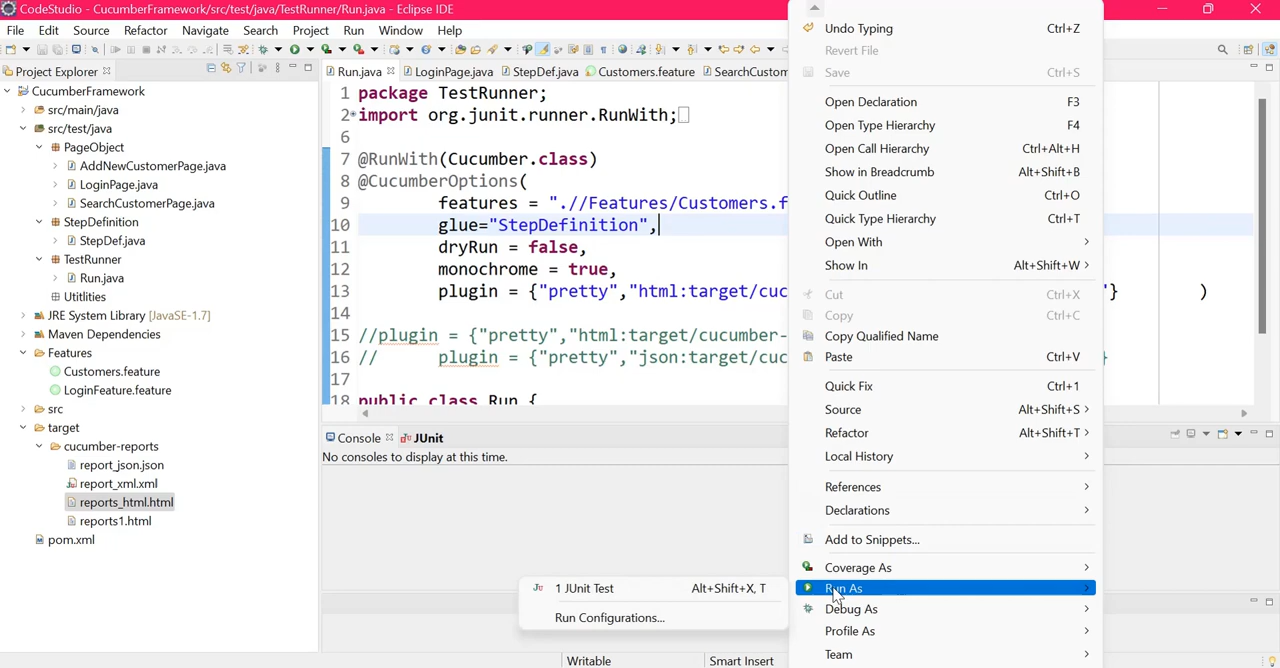 CodeStudio - CucumberFramework/src/test/java/TestRunner/Run.java - Eclipse IDE
File Edit Source Refactor Navigate Search Project Run Window Help
Project Explorer
CucumberFramework
src/main/java
src/test/java
PageObject
AddNewCustomerPage.java
LoginPage.java
SearchCustomerPage.java
StepDefinition
StepDef.java
TestRunner
Run.java
Utitlities
JRE System Library [JavaSE-1.7]
Maven Dependencies
Features
Customers.feature
LoginFeature.feature
src
target
cucumber-reports
report_json.json
report_xml.xml
reports_html.html
reports1.html
pom.xml
Run.java LoginPage.java StepDef.java Customers.feature SearchCustom
1 package TestRunner;
2 import org.junit.runner.RunWith;
6
7 @RunWith(Cucumber.class)
8 @CucumberOptions(
9 features = ".//Features/Customers.f
10 glue="StepDefinition",
11 dryRun = false,
12 monochrome = true,
13 plugin = {"pretty","html:target/cuc "} )
14
15 //plugin = {"pretty","html:target/cucumber-
16 // plugin = {"pretty","json:target/cuc }
17
18 public class Run {
Console JUnit
No consoles to display at this time.
Undo Typing Ctrl+Z
Revert File
Save Ctrl+S
Open Declaration F3
Open Type Hierarchy F4
Open Call Hierarchy Ctrl+Alt+H
Show in Breadcrumb Alt+Shift+B
Quick Outline Ctrl+O
Quick Type Hierarchy Ctrl+T
Open With
Show In Alt+Shift+W
Cut Ctrl+X
Copy Ctrl+C
Copy Qualified Name
Paste Ctrl+V
Quick Fix Ctrl+1
Source Alt+Shift+S
Refactor Alt+Shift+T
Local History
References
Declarations
Add to Snippets...
Coverage As
Run As
Debug As
Profile As
Team
1 JUnit Test Alt+Shift+X, T
Run Configurations...
Writable Smart Insert